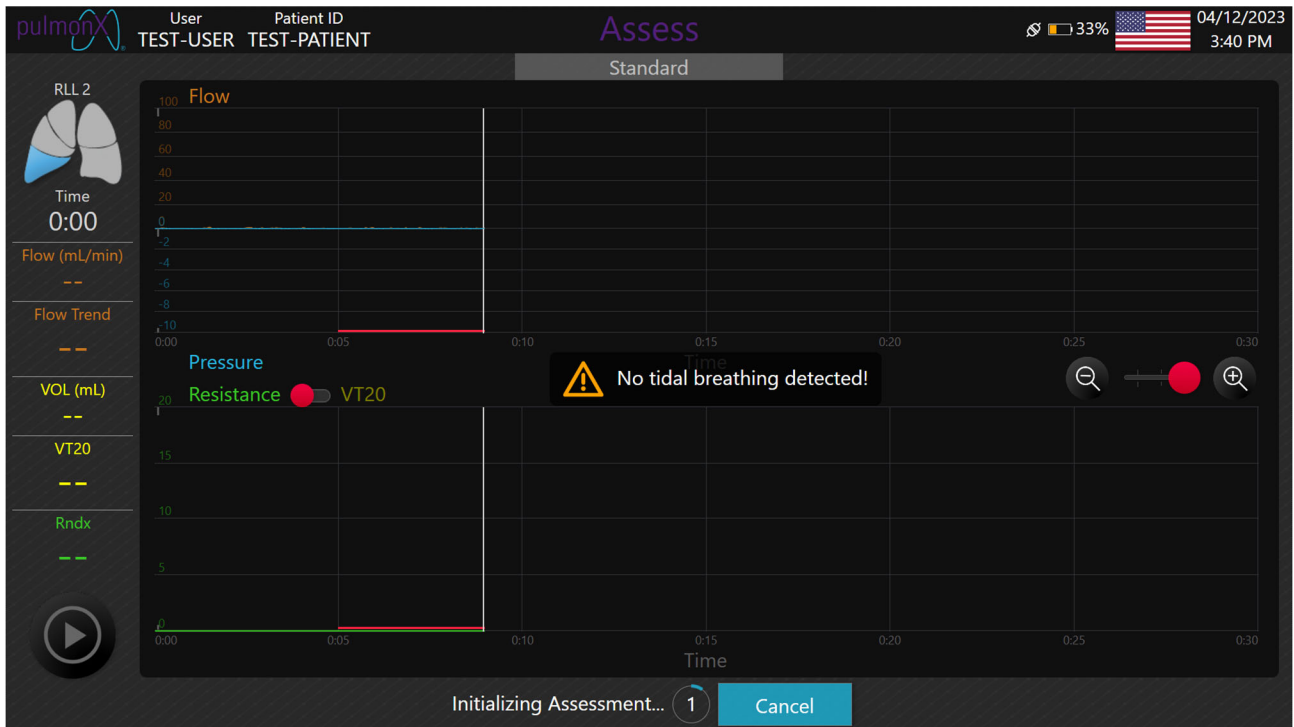 pulmonX
User
TEST-USER
Patient ID
TEST-PATIENT
Assess
33%
04/12/2023
3:40 PM
Standard
RLL 2
Time
0:00
Flow (mL/min)
--
Flow Trend
--
VOL (mL)
--
VT20
--
Rndx
--
Flow
100
80
60
40
20
0
-2
-4
-6
-8
-10
0:00 0:05 0:10 0:15 0:20 0:25 0:30
Time
Pressure
Resistance VT20
No tidal breathing detected!
20
15
10
5
0
0:00 0:05 0:10 0:15 0:20 0:25 0:30
Time
Initializing Assessment... 1 Cancel